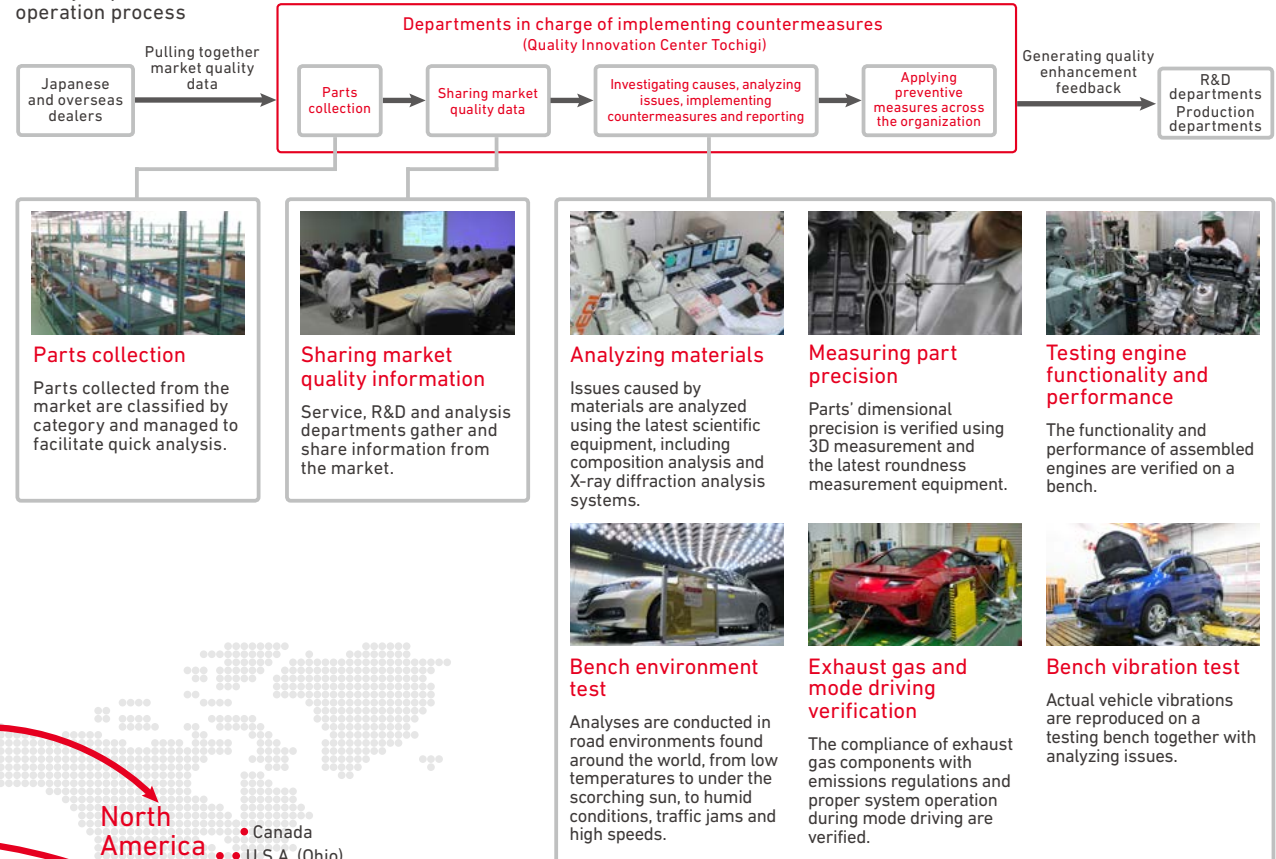 operation process
Departments in charge of implementing countermeasures
(Quality Innovation Center Tochigi)
Japanese
and overseas
dealers
Pulling together
market quality
data
Parts
collection
Sharing market
quality data
Investigating causes, analyzing
issues, implementing
countermeasures and reporting
Applying
preventive
measures across
the organization
Generating quality
enhancement
feedback
R&D
departments
Production
departments
Parts collection
Parts collected from the
market are classified by
category and managed to
facilitate quick analysis.
Sharing market
quality information
Service, R&D and analysis
departments gather and
share information from
the market.
Analyzing materials
Issues caused by
materials are analyzed
using the latest scientific
equipment, including
composition analysis and
X-ray diffraction analysis
systems.
Measuring part
precision
Parts' dimensional
precision is verified using
3D measurement and
the latest roundness
measurement equipment.
Testing engine
functionality and
performance
The functionality and
performance of assembled
engines are verified on a
bench.
Bench environment
test
Analyses are conducted in
road environments found
around the world, from low
temperatures to under the
scorching sun, to humid
conditions, traffic jams and
high speeds.
Exhaust gas and
mode driving
verification
The compliance of exhaust
gas components with
emissions regulations and
proper system operation
during mode driving are
verified.
Bench vibration test
Actual vehicle vibrations
are reproduced on a
testing bench together with
analyzing issues.
North
America
Canada
U.S.A. (Ohio)